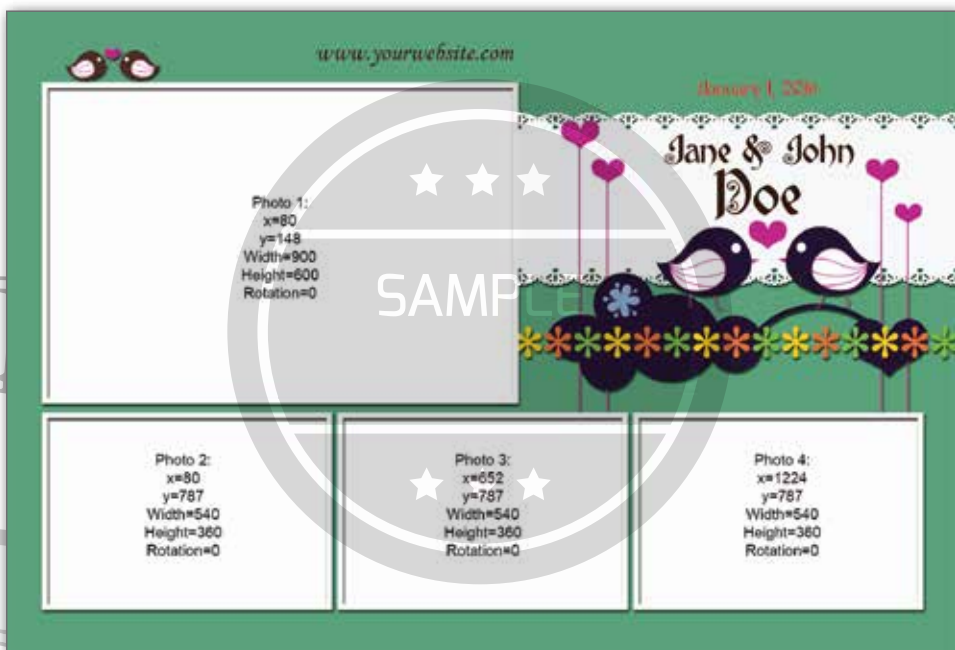 www.yourwebsite.com
January 1, 2016
Jane & John
Doe
Photo 1:
x=80
y=148
Width=900
Height=600
Rotation=0
SAMPLE
Photo 2:
x=80
y=787
Width=540
Height=360
Rotation=0
Photo 3:
x=652
y=787
Width=540
Height=360
Rotation=0
Photo 4:
x=1224
y=787
Width=540
Height=360
Rotation=0